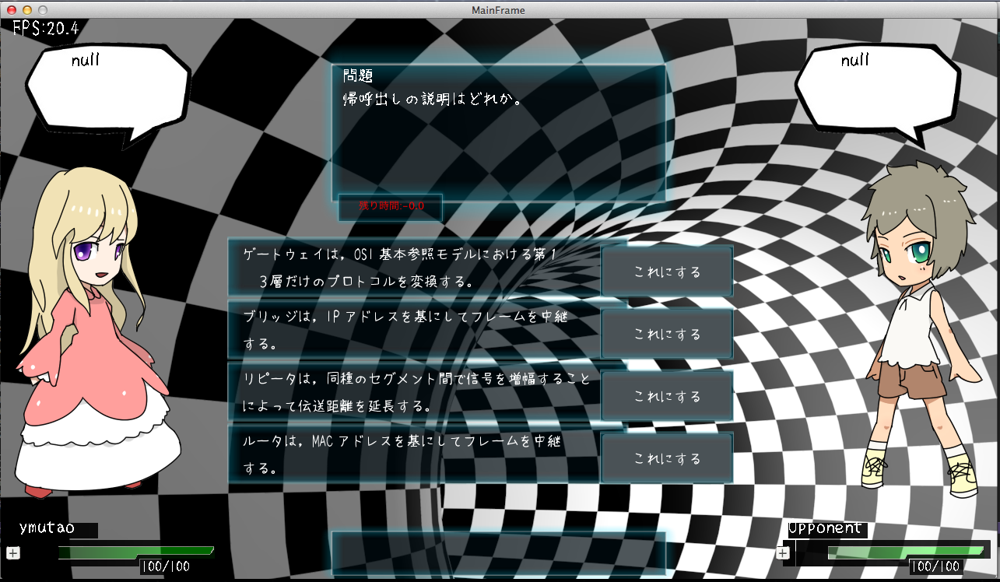 MainFrame
FPS:20.4
null
null
問題
帰呼出しの説明はどれか。
残り時間:-0.0
ゲートウェイは，OSI 基本参照モデルにおける第１
３層だけのプロトコルを変換する。
これにする
ブリッジは，IP アドレスを基にしてフレームを中継
する。
これにする
リピータは，同種のセグメント間で信号を増幅すること
によって伝送距離を延長する。
これにする
ルータは，MAC アドレスを基にしてフレームを中継
する。
これにする
ymutao
100/100
Opponent
100/100